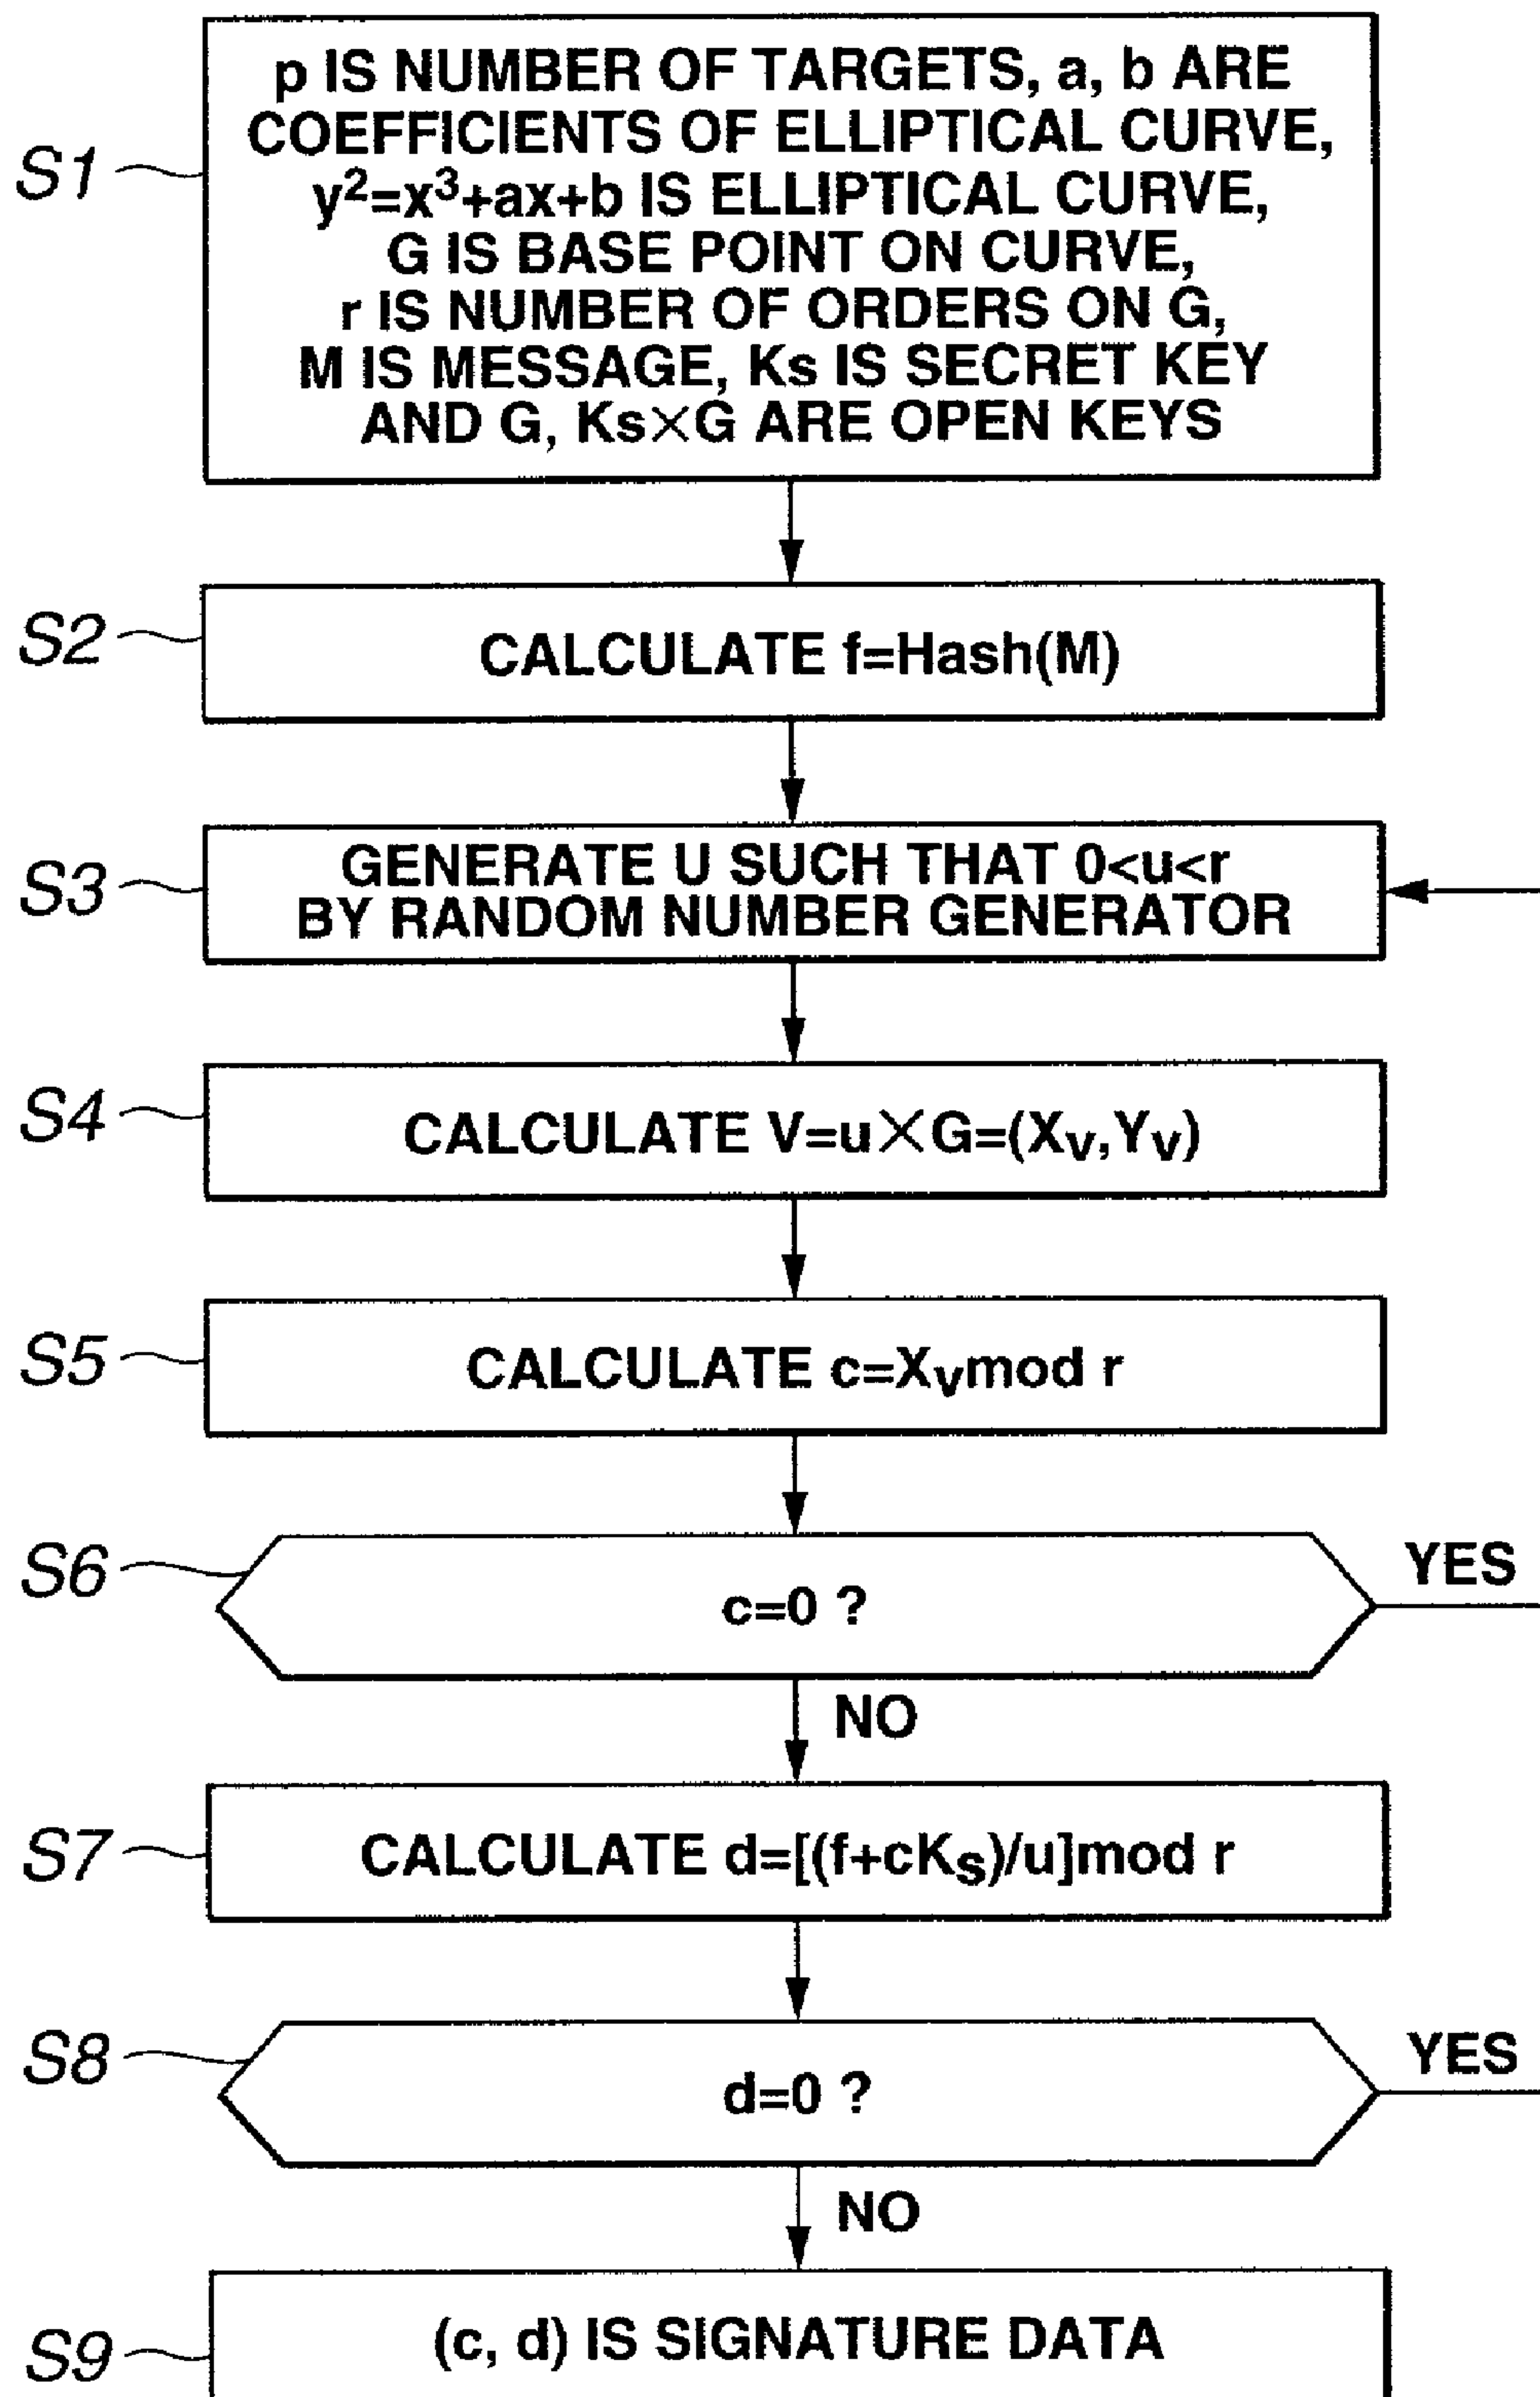 S1
p IS NUMBER OF TARGETS, a, b ARE
COEFFICIENTS OF ELLIPTICAL CURVE,
y²=x³+ax+b IS ELLIPTICAL CURVE,
G IS BASE POINT ON CURVE,
r IS NUMBER OF ORDERS ON G,
M IS MESSAGE, Ks IS SECRET KEY
AND G, Ks×G ARE OPEN KEYS
S2
CALCULATE f=Hash(M)
S3
GENERATE U SUCH THAT 0<u<r
BY RANDOM NUMBER GENERATOR
S4
CALCULATE V=u×G=(Xv,Yv)
S5
CALCULATE c=Xvmod r
S6
c=0 ?
YES
NO
S7
CALCULATE d=[(f+cKs)/u]mod r
S8
d=0 ?
YES
NO
S9
(c, d) IS SIGNATURE DATA